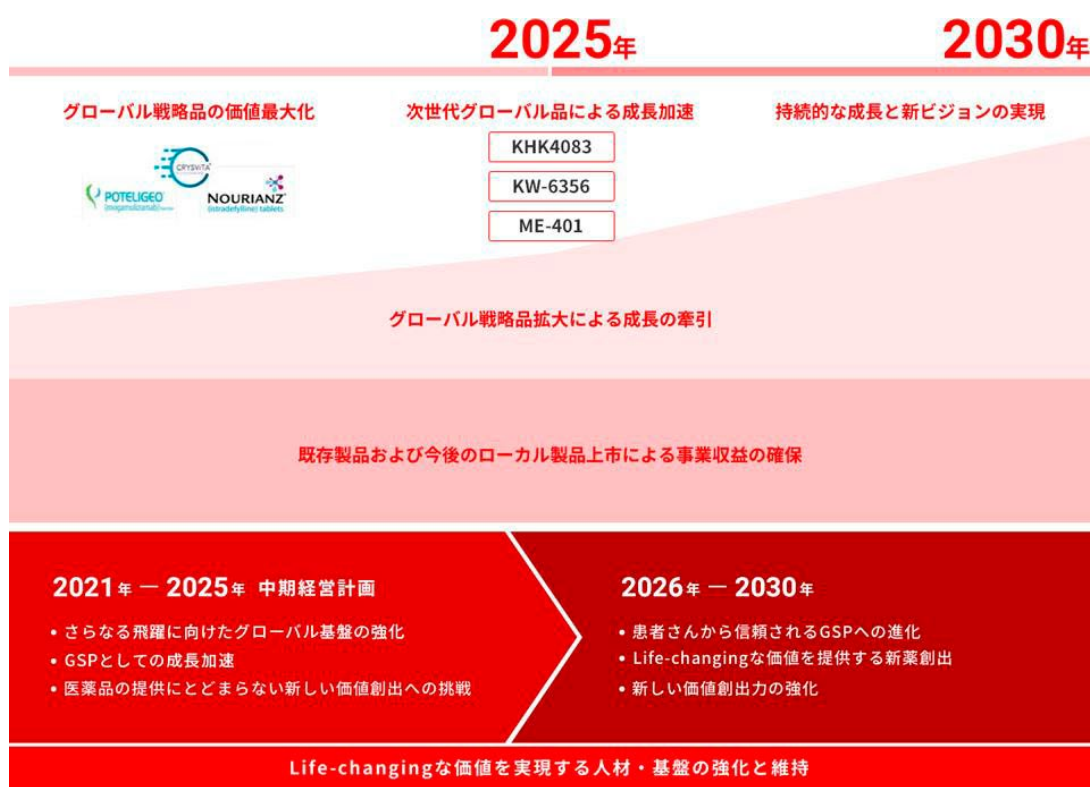 2025年
2030年
グローバル戦略品の価値最大化
次世代グローバル品による成長加速
持続的な成長と新ビジョンの実現
CRYSVITA
POTELIGEO
NOURIANZ
(istradefylline) tablets
KHK4083
KW-6356
ME-401
グローバル戦略品拡大による成長の牽引
既存製品および今後のローカル製品上市による事業収益の確保
2021年 — 2025年 中期経営計画
• さらなる飛躍に向けたグローバル基盤の強化
• GSPとしての成長加速
• 医薬品の提供にとどまらない新しい価値創出への挑戦
2026年 — 2030年
• 患者さんから信頼されるGSPへの進化
• Life-changingな価値を提供する新薬創出
• 新しい価値創出力の強化
Life-changingな価値を実現する人材・基盤の強化と維持